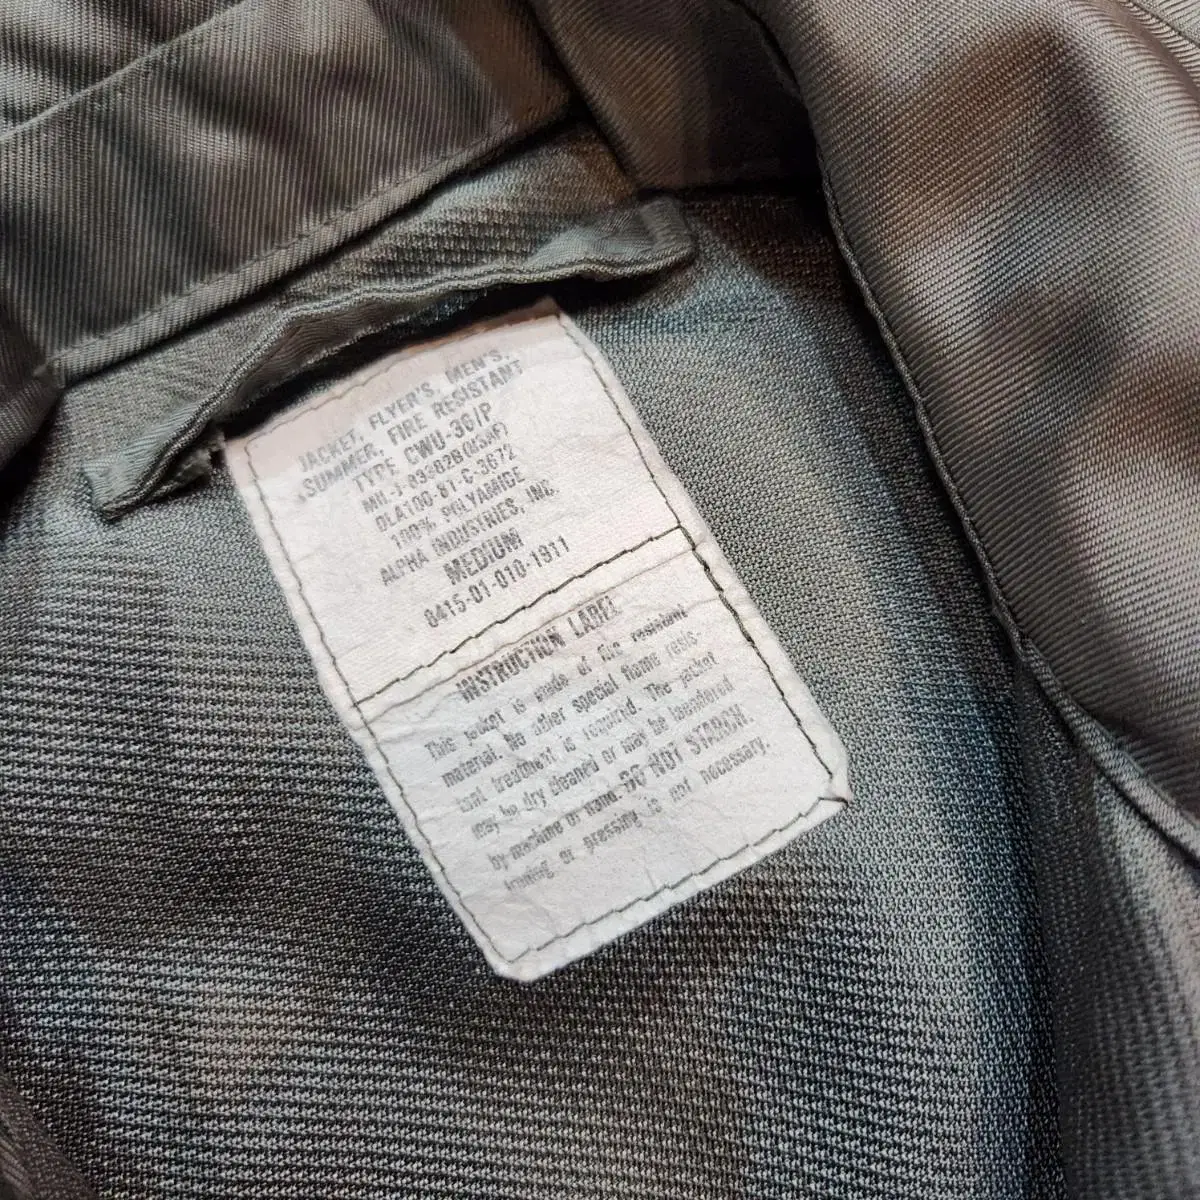 JACKET, FLYER'S, MEN'S,
SUMMER, FIRE RESISTANT
TYPE CWU-36/P
MIL-J-83382B(USAF)
DLA100-81-C-3672
100% POLYAMIDE
ALPHA INDUSTRIES, INC.
MEDIUM
8415-01-010-1911
INSTRUCTION LABEL
This jacket is made of fire resistant
material. No other special flame resis-
tant treatment is required. The jacket
may be dry cleaned or may be laundered
by machine or hand. DO NOT STARCH.
Ironing or pressing is not necessary.